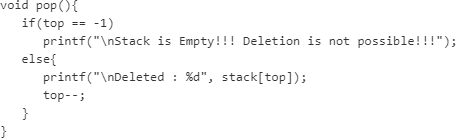 void pop(){
   if(top == -1)
      printf("\nStack is Empty!!! Deletion is not possible!!!");
   else{
      printf("\nDeleted : %d", stack[top]);
      top--;
   }
}